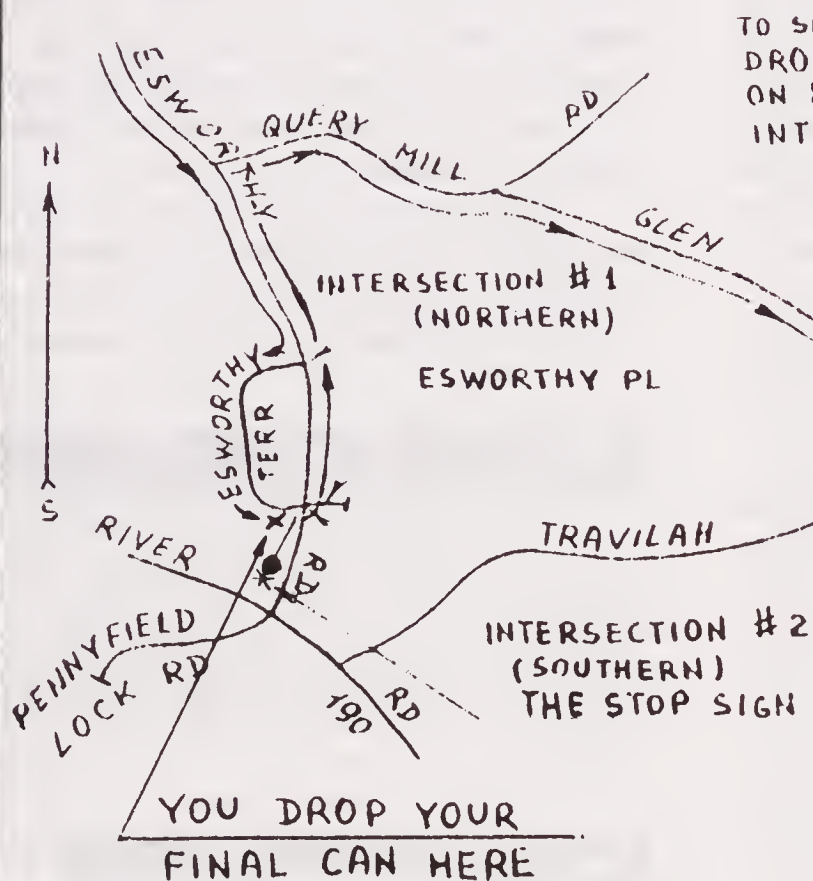 TO
DRO
ON
INT
ESWORTHY
QUERY
MILL
RD
GLEN
N
INTERSECTION #1
(NORTHERN)
ESWORTHY PL
ESWORTHY
TERR
S
RIVER
RD
TRAVILAH
PENNYFIELD
LOCK RD
INTERSECTION #2
(SOUTHERN)
THE STOP SIGN
190
RD
YOU DROP YOUR
FINAL CAN HERE